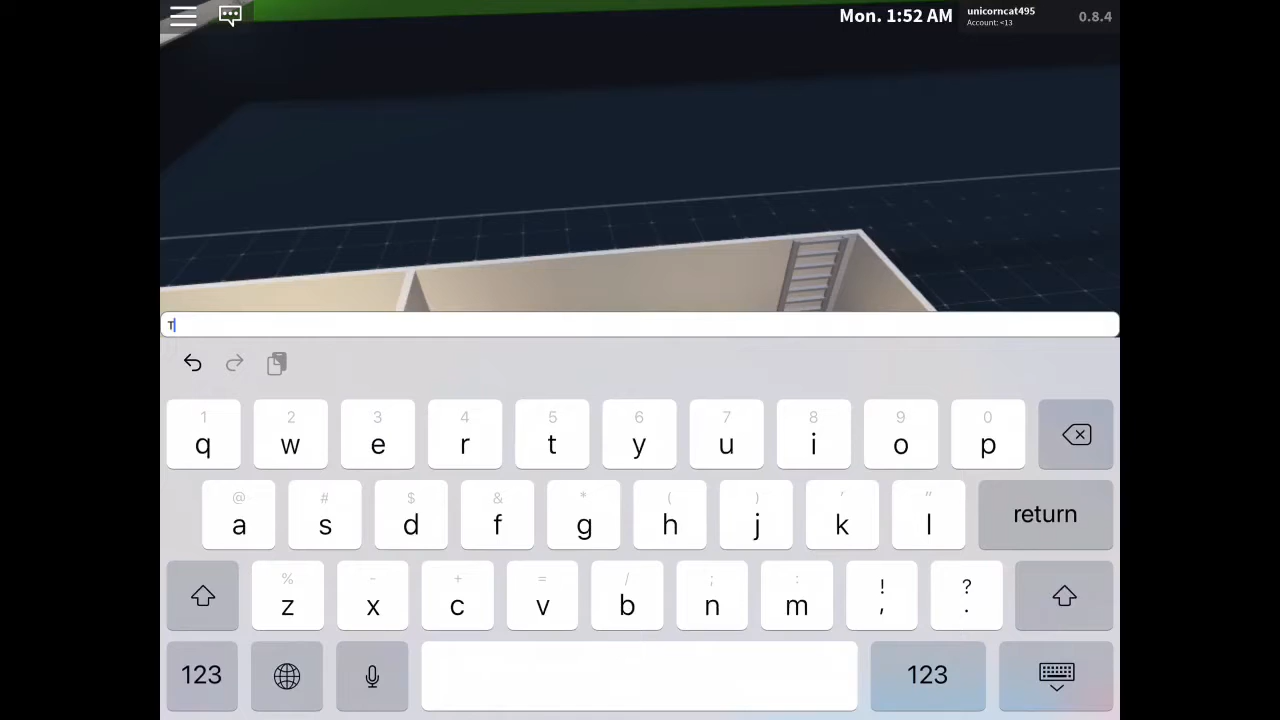 Mon. 1:52 AM
unicorncat495
Account: <13
0.8.4
T
1 2 3 4 5 6 7 8 9 0
q w e r t y u i o p
@ # $ & * ( ) ' "
a s d f g h j k l return
% - + = / ; : ! ?
z x c v b n m , .
123 123